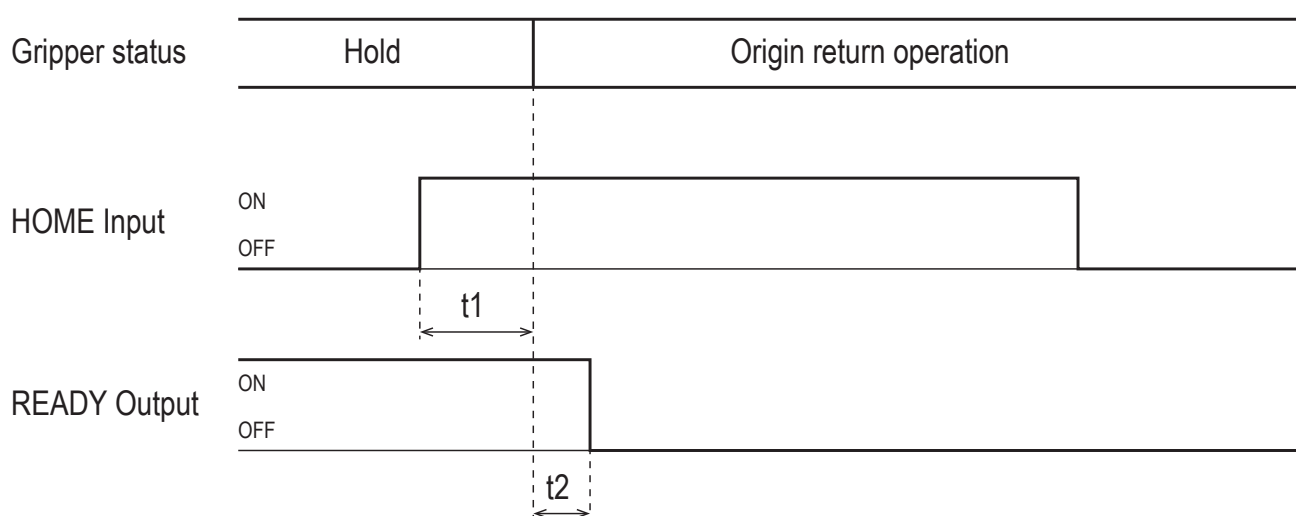 Gripper status Hold Origin return operation
HOME Input ON
OFF
t1
READY Output ON
OFF
t2